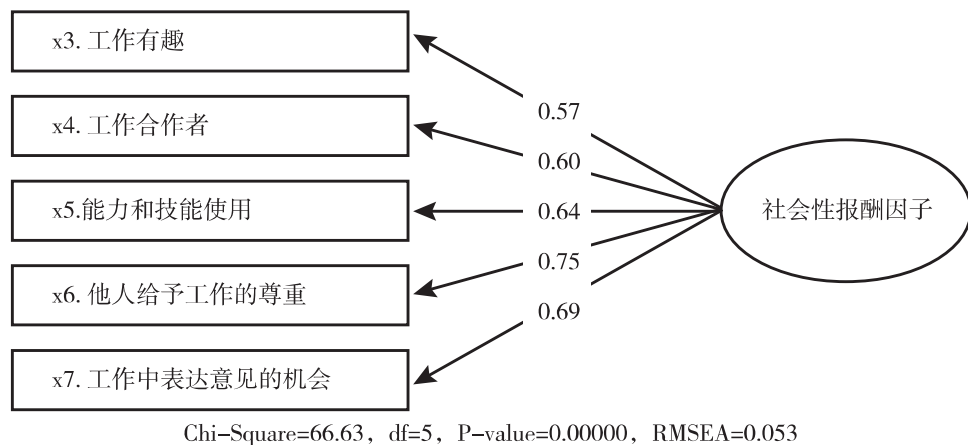 x3. 工作有趣
0.57
x4. 工作合作者
0.60
x5.能力和技能使用
0.64
社会性报酬因子
x6. 他人给予工作的尊重
0.75
0.69
x7. 工作中表达意见的机会
Chi-Square=66.63, df=5, P-value=0.00000, RMSEA=0.053